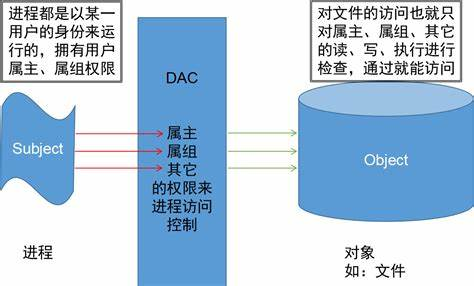 进程都是以某一
用户的身份来运
行的，拥有用户
属主、属组权限
对文件的访问也就只
对属主、属组、其它
的读、写、执行进行
检查，通过就能访问
DAC
Subject
属主
属组
其它
的权限来
进程访问
控制
Object
进程
对象
如：文件